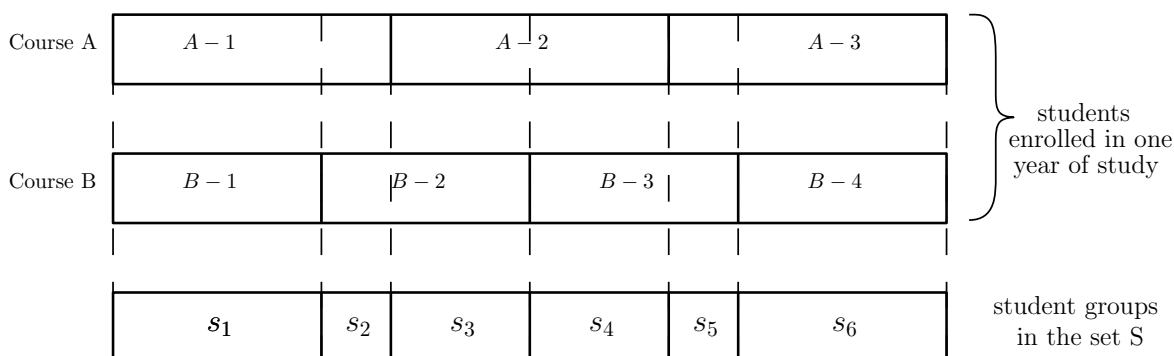 Course A
A − 1
A − 2
A − 3
students
enrolled in one
year of study
Course B
B − 1
B − 2
B − 3
B − 4
s₁
s₂
s₃
s₄
s₅
s₆
student groups
in the set S